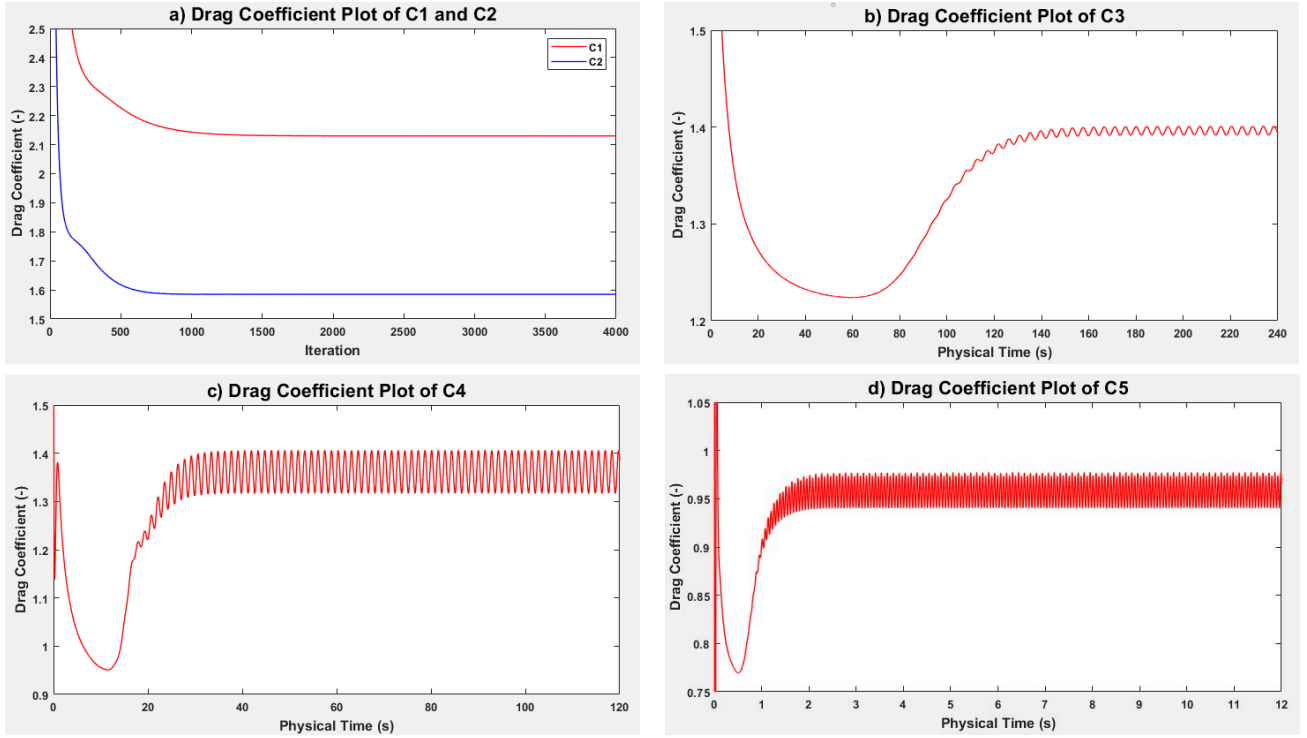 a) Drag Coefficient Plot of C1 and C2
2.5
2.4
2.3
2.2
2.1
2
1.9
1.8
1.7
1.6
1.5
Drag Coefficient (-)
C1
C2
0 500 1000 1500 2000 2500 3000 3500 4000
Iteration
b) Drag Coefficient Plot of C3
1.5
1.4
1.3
1.2
Drag Coefficient (-)
0 20 40 60 80 100 120 140 160 180 200 220 240
Physical Time (s)
c) Drag Coefficient Plot of C4
1.5
1.4
1.3
1.2
1.1
1
0.9
Drag Coefficient (-)
0 20 40 60 80 100 120
Physical Time (s)
d) Drag Coefficient Plot of C5
1.05
1
0.95
0.9
0.85
0.8
0.75
Drag Coefficient (-)
0 1 2 3 4 5 6 7 8 9 10 11 12
Physical Time (s)